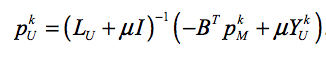 p_U^k = (L_U + μI)^{-1} (-B^T p_M^k + μY_U^k).